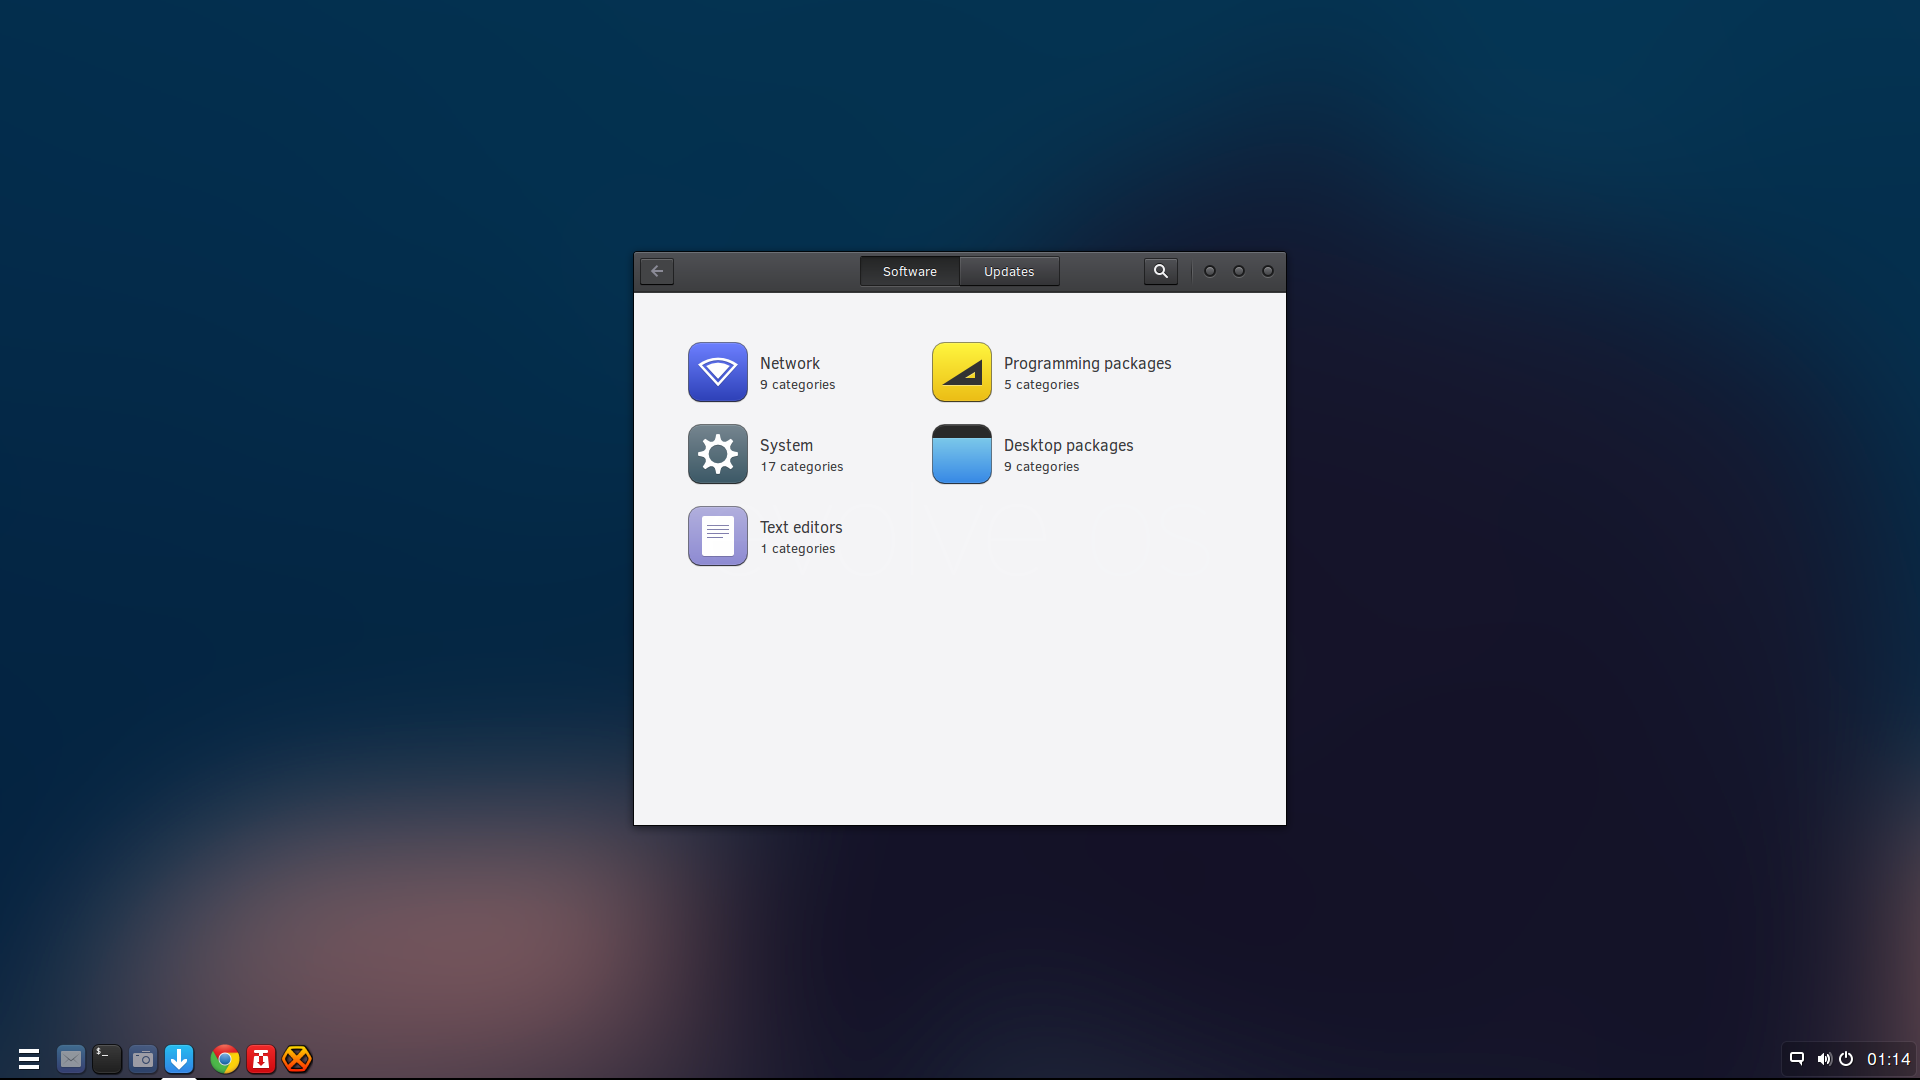 Software
Updates
Network
9 categories
Programming packages
5 categories
System
17 categories
Desktop packages
9 categories
Text editors
1 categories
$_
01:14